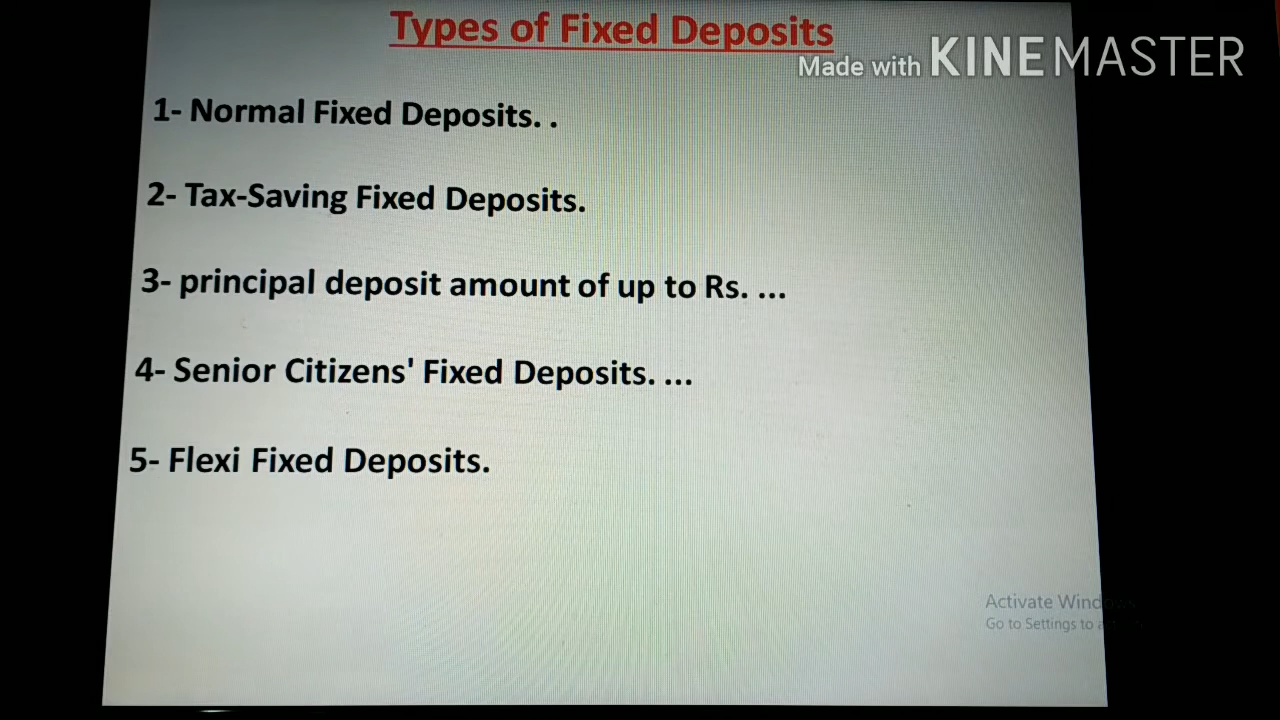 Types of Fixed Deposits
Made with KINEMASTER
1- Normal Fixed Deposits. .
2- Tax-Saving Fixed Deposits.
3- principal deposit amount of up to Rs. ...
4- Senior Citizens' Fixed Deposits. ...
5- Flexi Fixed Deposits.
Activate Windows
Go to Settings to